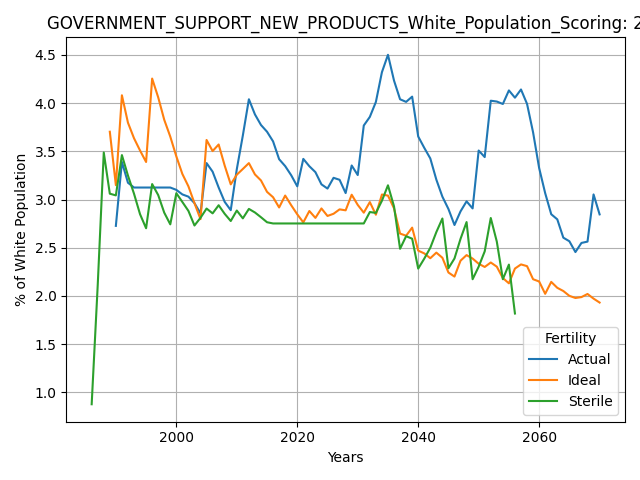 GOVERNMENT_SUPPORT_NEW_PRODUCTS_White_Population_Scoring: 2
% of White Population
4.5
4.0
3.5
3.0
2.5
2.0
1.5
1.0
Fertility
Actual
Ideal
Sterile
2000 2020 2040 2060
Years